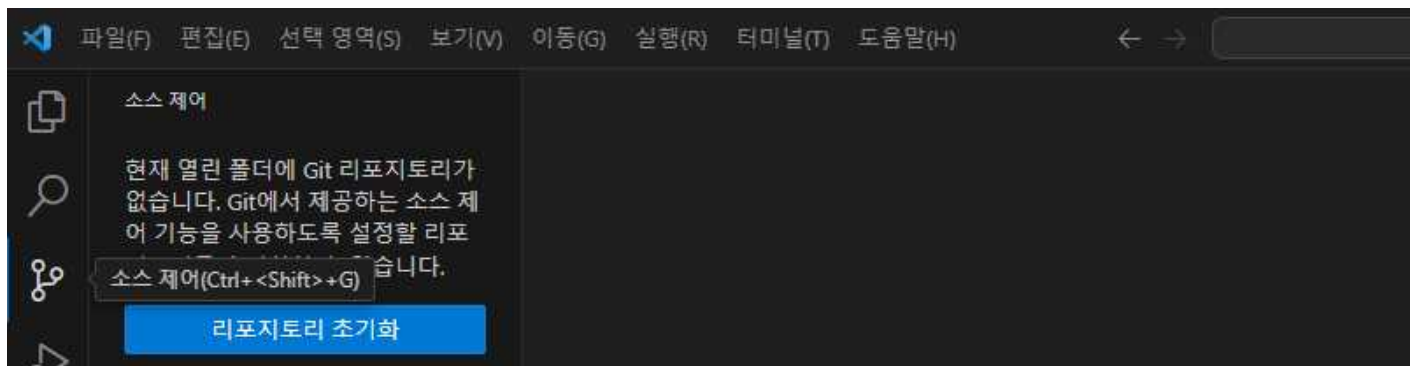 파일(F) 편집(E) 선택 영역(S) 보기(V) 이동(G) 실행(R) 터미널(T) 도움말(H)
소스 제어
현재 열린 폴더에 Git 리포지토리가
없습니다. Git에서 제공하는 소스 제
어 기능을 사용하도록 설정할 리포
습니다.
소스 제어(Ctrl+<Shift>+G)
리포지토리 초기화